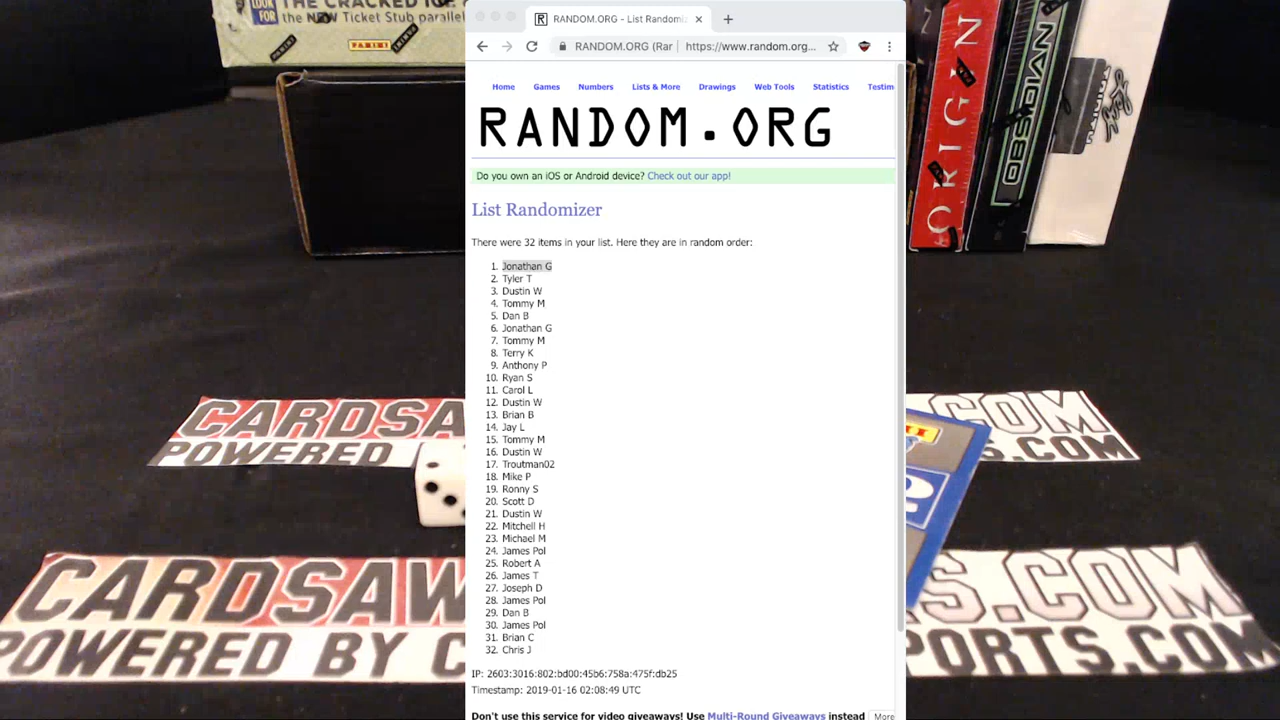 LOOK
FOR
THE CRACKED ICE
the NEW Ticket Stub parallel
PANINI
PANINI
PANINI
RANDOM.ORG - List Randomiz
RANDOM.ORG (Rar
https://www.random.org...
Home Games Numbers Lists & More Drawings Web Tools Statistics Testim
RANDOM.ORG
Do you own an iOS or Android device? Check out our app!
List Randomizer
There were 32 items in your list. Here they are in random order:
1. Jonathan G
2. Tyler T
3. Dustin W
4. Tommy M
5. Dan B
6. Jonathan G
7. Tommy M
8. Terry K
9. Anthony P
10. Ryan S
11. Carol L
12. Dustin W
13. Brian B
14. Jay L
15. Tommy M
16. Dustin W
17. Troutman02
18. Mike P
19. Ronny S
20. Scott D
21. Dustin W
22. Mitchell H
23. Michael M
24. James Pol
25. Robert A
26. James T
27. Joseph D
28. James Pol
29. Dan B
30. James Pol
31. Brian C
32. Chris J
IP: 2603:3016:802:bd00:45b6:758a:475f:db25
Timestamp: 2019-01-16 02:08:49 UTC
Don't use this service for video giveaways! Use Multi-Round Giveaways instead
More
ORIGIN
OBSIDIAN
CARDSAW
POWERED
.COM
S.COM
CARDSAW
POWERED BY C
S.COM
PORTS.COM